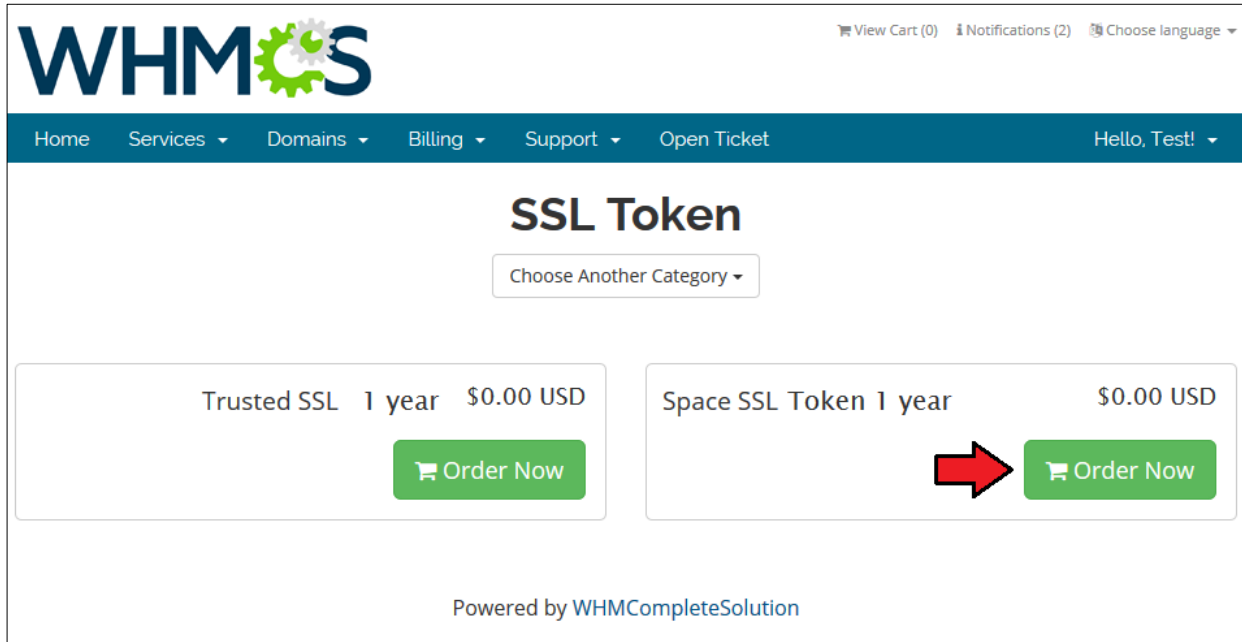 WHMCS
View Cart (0) Notifications (2) Choose language
Home Services Domains Billing Support Open Ticket Hello, Test!
SSL Token
Choose Another Category
Trusted SSL 1 year $0.00 USD
Order Now
Space SSL Token 1 year $0.00 USD
Order Now
Powered by WHMCompleteSolution